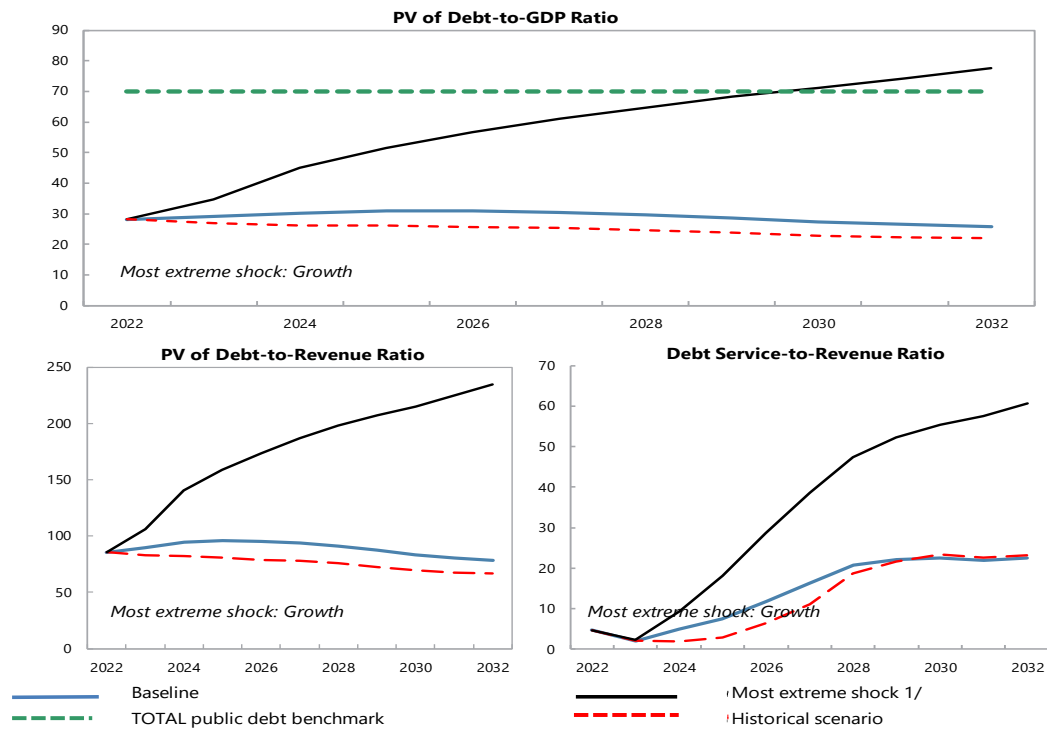 PV of Debt-to-GDP Ratio
90
80
70
60
50
40
30
20
10
0
Most extreme shock: Growth
2022 2024 2026 2028 2030 2032
PV of Debt-to-Revenue Ratio
250
200
150
100
50
0
Most extreme shock: Growth
2022 2024 2026 2028 2030 2032
Debt Service-to-Revenue Ratio
70
60
50
40
30
20
10
0
Most extreme shock: Growth
2022 2024 2026 2028 2030 2032
Baseline
TOTAL public debt benchmark
Most extreme shock 1/
Historical scenario